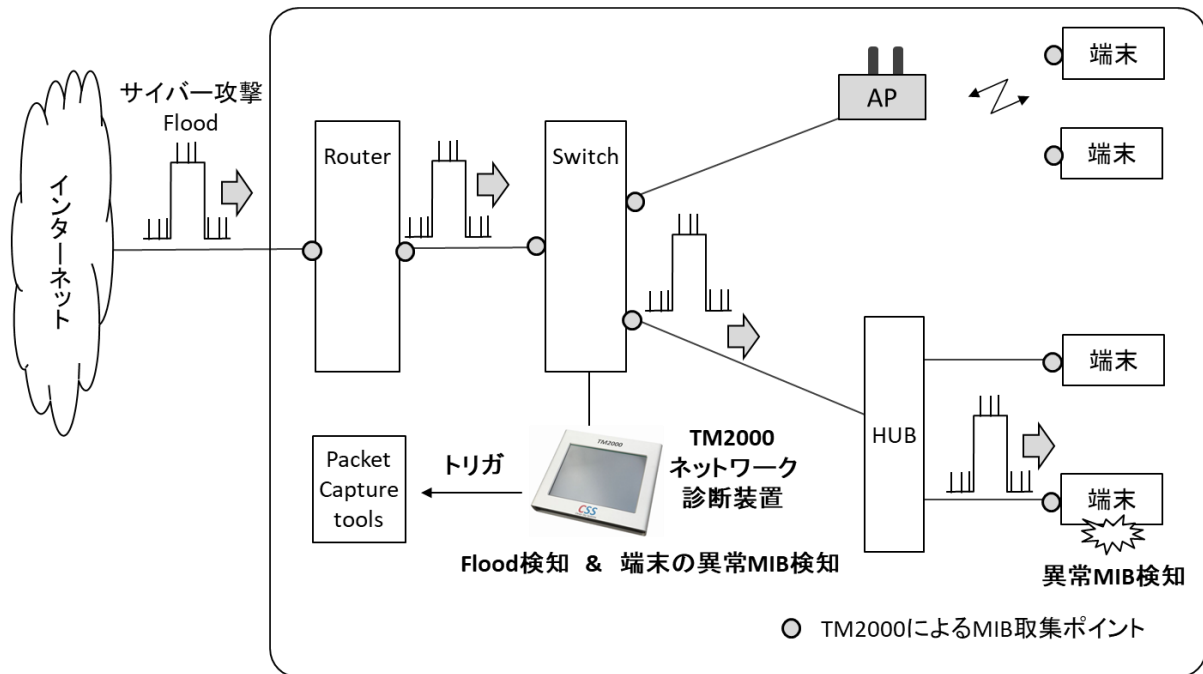 サイバー攻撃
Flood
インターネット
Router
Switch
AP
端末
端末
端末
HUB
端末
異常MIB検知
Packet
Capture
tools
トリガ
TM2000
CSS
TM2000
ネットワーク
診断装置
Flood検知 & 端末の異常MIB検知
TM2000によるMIB取集ポイント